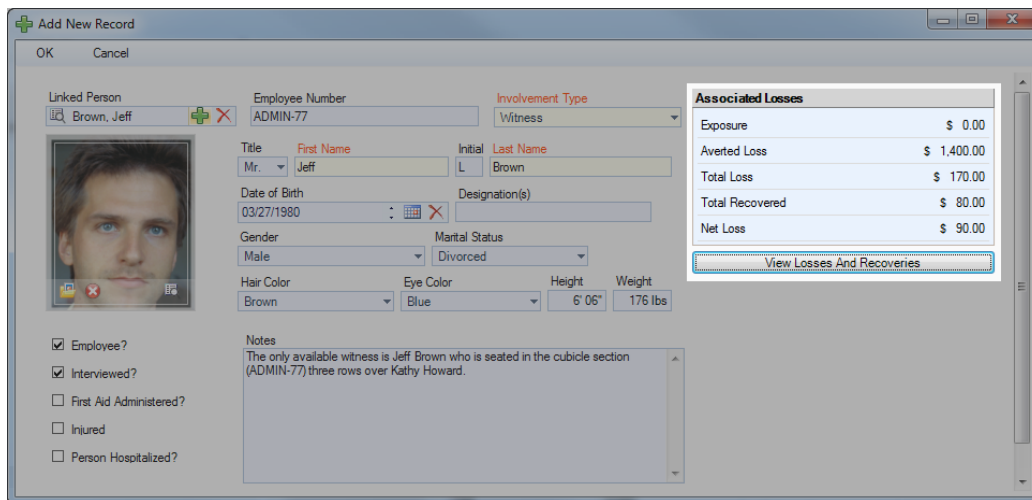 Add New Record
OK Cancel
Linked Person Employee Number Involvement Type
Brown, Jeff ADMIN-77 Witness
Title First Name Initial Last Name
Mr. Jeff L Brown
Date of Birth Designation(s)
03/27/1980
Gender Marital Status
Male Divorced
Hair Color Eye Color Height Weight
Brown Blue 6' 06" 176 lbs
Employee?
Interviewed?
First Aid Administered?
Injured
Person Hospitalized?
Notes
The only available witness is Jeff Brown who is seated in the cubicle section
(ADMIN-77) three rows over Kathy Howard.
Associated Losses
Exposure $ 0.00
Averted Loss $ 1,400.00
Total Loss $ 170.00
Total Recovered $ 80.00
Net Loss $ 90.00
View Losses And Recoveries